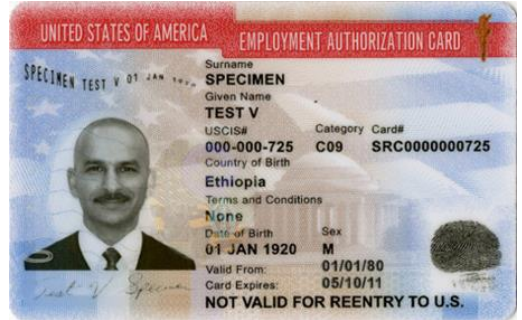 UNITED STATES OF AMERICA EMPLOYMENT AUTHORIZATION CARD
SPECIMEN TEST V 01 JAN
Surname
SPECIMEN
Given Name
TEST V
USCIS# Category Card#
000-000-725 C09 SRC0000000725
Country of Birth
Ethiopia
Terms and Conditions
None
Date of Birth Sex
01 JAN 1920 M
Valid From: 01/01/80
Card Expires: 05/10/11
NOT VALID FOR REENTRY TO U.S.
Test V Specimen